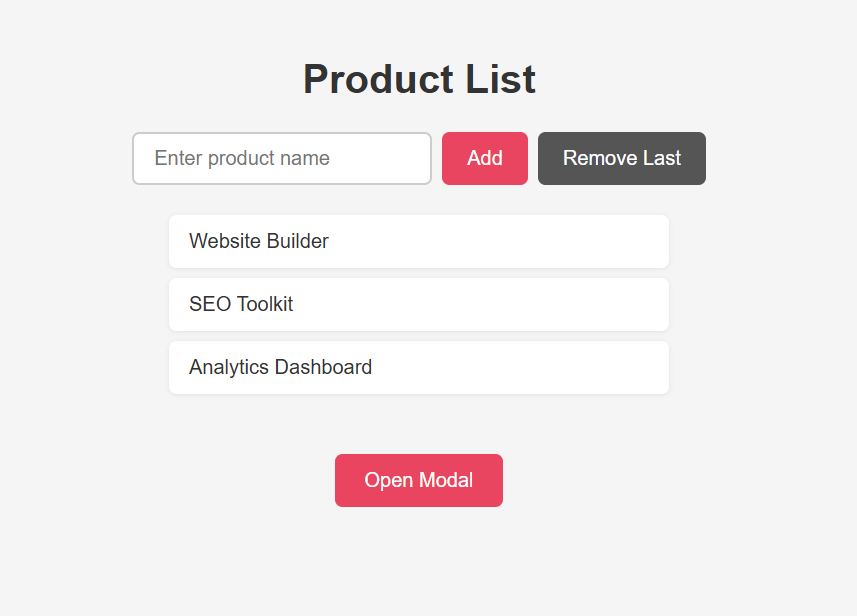 Product List
Enter product name Add Remove Last
Website Builder
SEO Toolkit
Analytics Dashboard
Open Modal